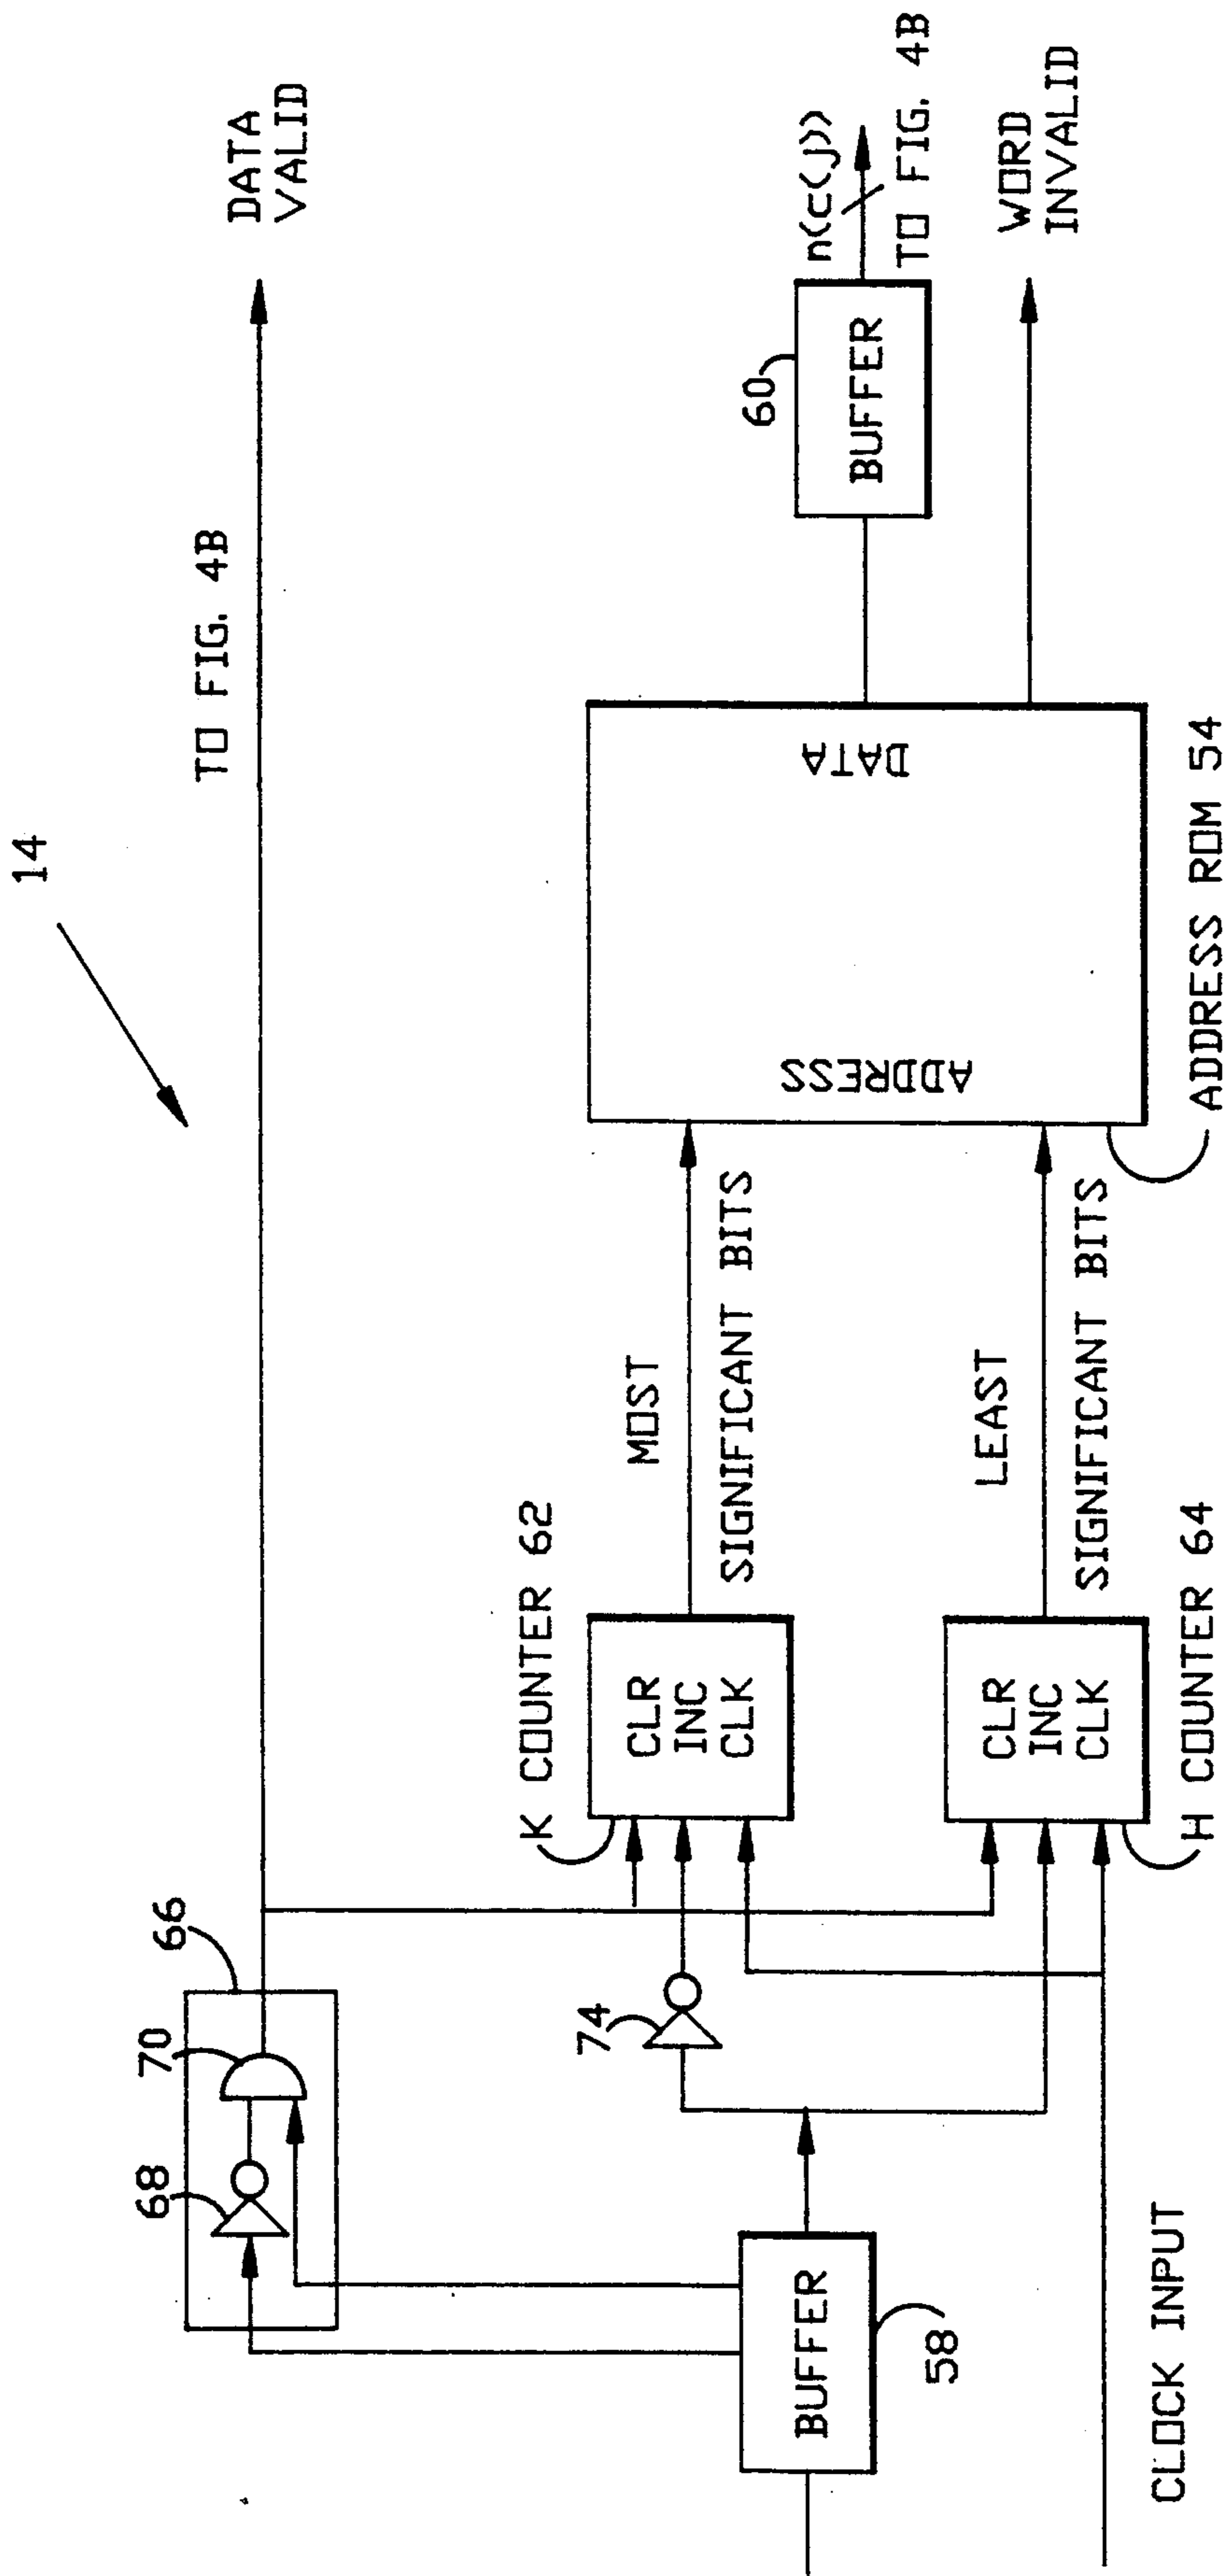 14
TO FIG. 4B
DATA
VALID
66
70
68
K COUNTER 62
CLR
INC
CLK
MOST
SIGNIFICANT BITS
74
ADDRESS
DATA
60
BUFFER
n(c(j))
TO FIG. 4B
WORD
INVALID
BUFFER
58
CLR
INC
CLK
LEAST
SIGNIFICANT BITS
H COUNTER 64
ADDRESS ROM 54
CLOCK INPUT